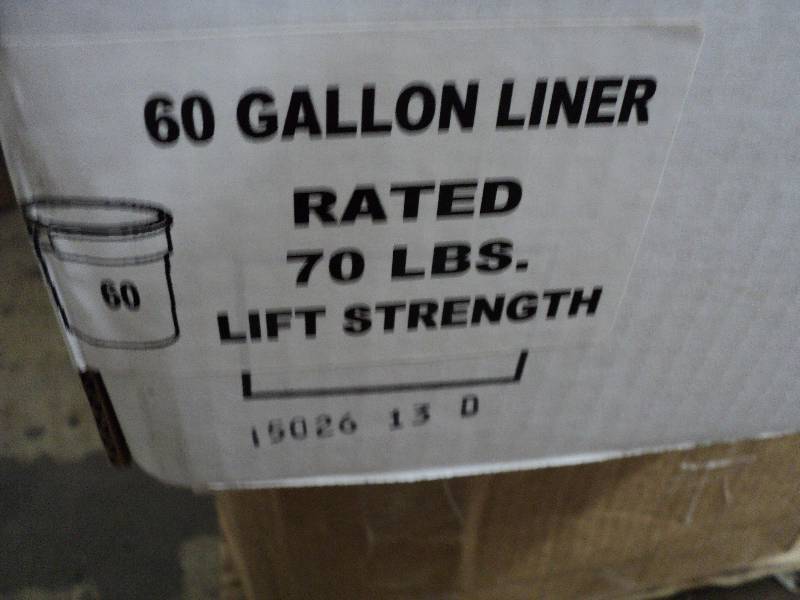 60 GALLON LINER
RATED
70 LBS.
LIFT STRENGTH
60
15026 13 D